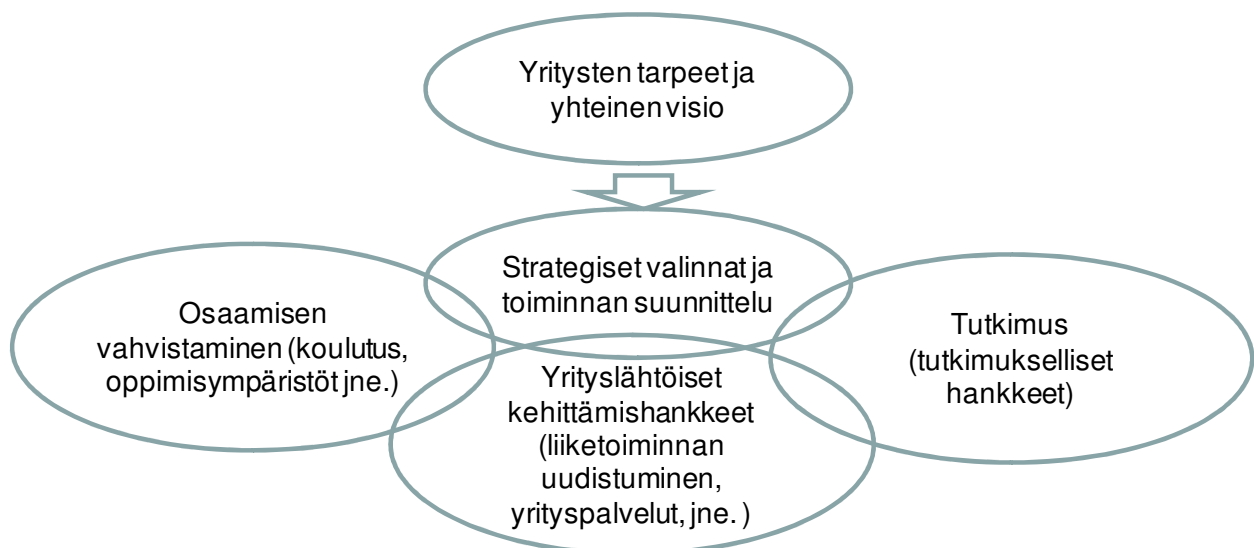 Yritysten tarpeet ja
yhteinen visio
Strategiset valinnat ja
toiminnan suunnittelu
Osaamisen
vahvistaminen (koulutus,
oppimisympäristöt jne.)
Tutkimus
(tutkimukselliset
hankkeet)
Yrityslähtöiset
kehittämishankkeet
(liiketoiminnan
uudistuminen,
yrityspalvelut, jne. )